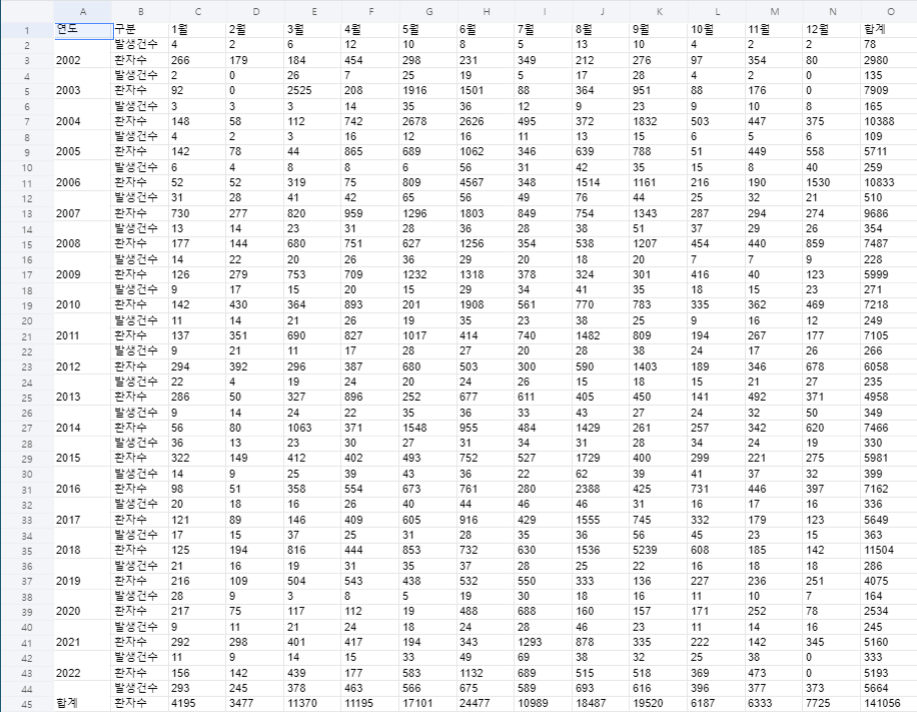 A B C D E F G H I J K L M N O
1 연도 구분 1월 2월 3월 4월 5월 6월 7월 8월 9월 10월 11월 12월 합계
2 발생건수 4 2 6 12 10 8 5 13 10 4 2 2 78
3 2002 환자수 266 179 184 454 298 231 349 212 276 97 354 80 2980
4 발생건수 2 0 26 7 25 19 5 17 28 4 2 0 135
5 2003 환자수 92 0 2525 208 1916 1501 88 364 951 88 176 0 7909
6 발생건수 3 3 3 14 35 36 12 9 23 9 10 8 165
7 2004 환자수 148 58 112 742 2678 2626 495 372 1832 503 447 375 10388
8 발생건수 4 2 3 16 12 16 11 13 15 6 5 6 109
9 2005 환자수 142 78 44 865 689 1062 346 639 788 51 449 558 5711
10 발생건수 6 4 8 8 6 56 31 42 35 15 8 40 259
11 2006 환자수 52 52 319 75 809 4567 348 1514 1161 216 190 1530 10833
12 발생건수 31 28 41 42 65 56 49 76 44 25 32 21 510
13 2007 환자수 730 277 820 959 1296 1803 849 754 1343 287 294 274 9686
14 발생건수 13 14 23 31 28 36 28 38 51 37 29 26 354
15 2008 환자수 177 144 680 751 627 1256 354 538 1207 454 440 859 7487
16 발생건수 14 22 20 26 36 29 20 18 20 7 7 9 228
17 2009 환자수 126 279 753 709 1232 1318 378 324 301 416 40 123 5999
18 발생건수 9 17 15 20 15 29 34 41 35 18 15 23 271
19 2010 환자수 142 430 364 893 201 1908 561 770 783 335 362 469 7218
20 발생건수 11 14 21 26 19 35 23 38 25 9 16 12 249
21 2011 환자수 137 351 690 827 1017 414 740 1482 809 194 267 177 7105
22 발생건수 9 21 11 17 28 27 20 28 38 24 17 26 266
23 2012 환자수 294 392 296 387 680 503 300 590 1403 189 346 678 6058
24 발생건수 22 4 19 24 20 24 26 15 18 15 21 27 235
25 2013 환자수 286 50 327 896 252 677 611 405 450 141 492 371 4958
26 발생건수 9 14 24 22 35 36 33 43 27 24 32 50 349
27 2014 환자수 56 80 1063 371 1548 955 484 1429 261 257 342 620 7466
28 발생건수 36 13 23 30 27 31 34 31 28 34 24 19 330
29 2015 환자수 322 149 412 402 493 752 527 1729 400 299 221 275 5981
30 발생건수 14 9 25 39 43 36 22 62 39 41 37 32 399
31 2016 환자수 98 51 358 554 673 761 280 2388 425 731 446 397 7162
32 발생건수 20 18 16 26 40 44 46 46 31 16 17 16 336
33 2017 환자수 121 89 146 409 605 916 429 1555 745 332 179 123 5649
34 발생건수 17 15 37 25 31 28 35 36 56 45 23 15 363
35 2018 환자수 125 194 816 444 853 732 630 1536 5239 608 185 142 11504
36 발생건수 21 16 19 31 35 37 28 25 22 16 18 18 286
37 2019 환자수 216 109 504 543 438 532 550 333 136 227 236 251 4075
38 발생건수 28 9 3 8 5 19 30 18 16 11 10 7 164
39 2020 환자수 217 75 117 112 19 488 688 160 157 171 252 78 2534
40 발생건수 9 11 21 24 18 24 28 46 23 11 14 16 245
41 2021 환자수 292 298 401 417 194 343 1293 878 335 222 142 345 5160
42 발생건수 11 9 14 15 33 49 69 38 32 25 38 0 333
43 2022 환자수 156 142 439 177 583 1132 689 515 518 369 473 0 5193
44 발생건수 293 245 378 463 566 675 589 693 616 396 377 373 5664
45 합계 환자수 4195 3477 11370 11195 17101 24477 10989 18487 19520 6187 6333 7725 141056